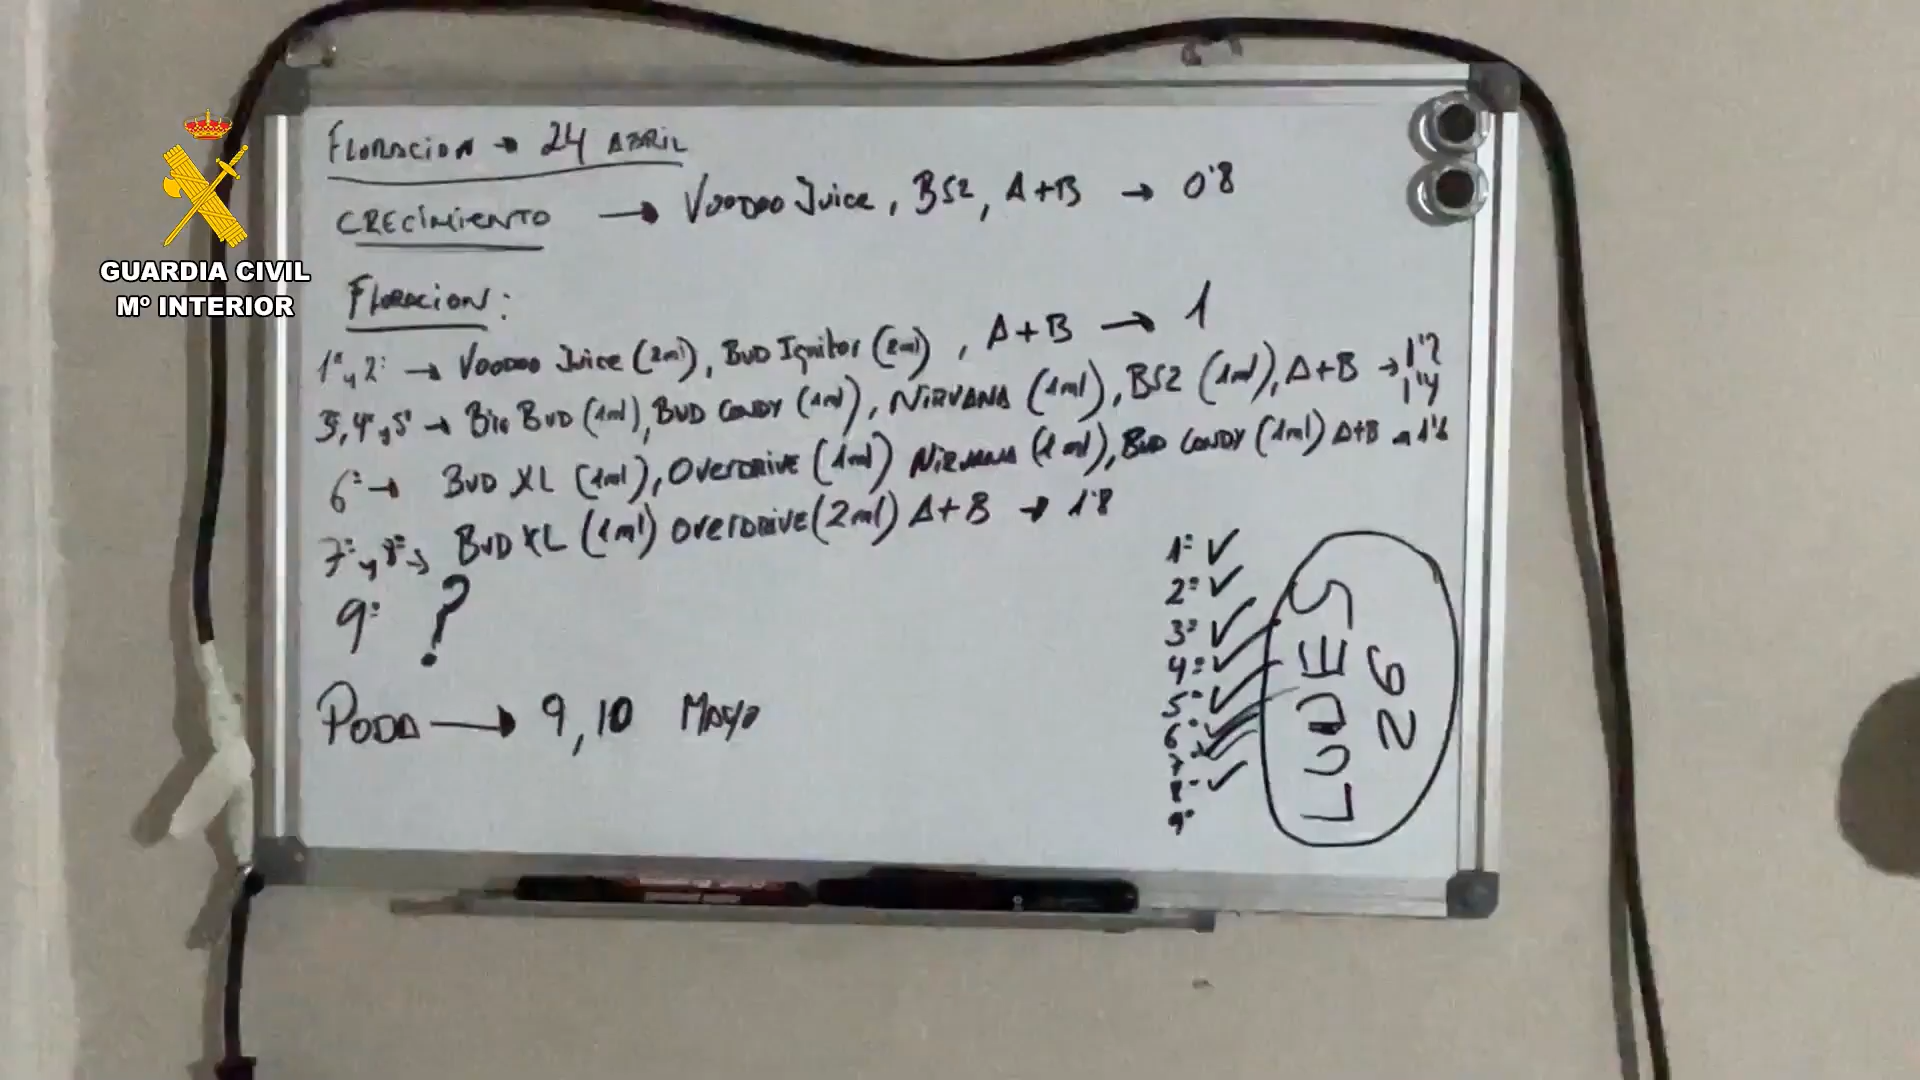 FLORACION → 24 ABRIL
CRECIMIENTO → VOODOO JUICE, B52, A+B → 0'8
GUARDIA CIVIL
Mº INTERIOR
FLORACION:
1ª y 2ª → VOODOO JUICE (2ml), BUD IGNITOR (2ml), A+B → 1
3ª, 4ª y 5ª → BIG BUD (1ml), BUD CANDY (1ml), NIRVANA (1ml), B52 (1ml), A+B → 1'2
1'4
6ª → BUD XL (1ml), OVERDRIVE (1ml) NIRVANA (1ml), BUD CANDY (1ml) A+B → 1'6
7ª y 8ª → BUD XL (1ml) OVERDRIVE (2ml) A+B → 1'8
9ª ?
PODA → 9, 10 MAYO
1ª ✓
2ª ✓
3ª ✓
4ª ✓
5ª ✓
6ª ✓
7ª ✓
8ª ✓
9ª
LUDES
26